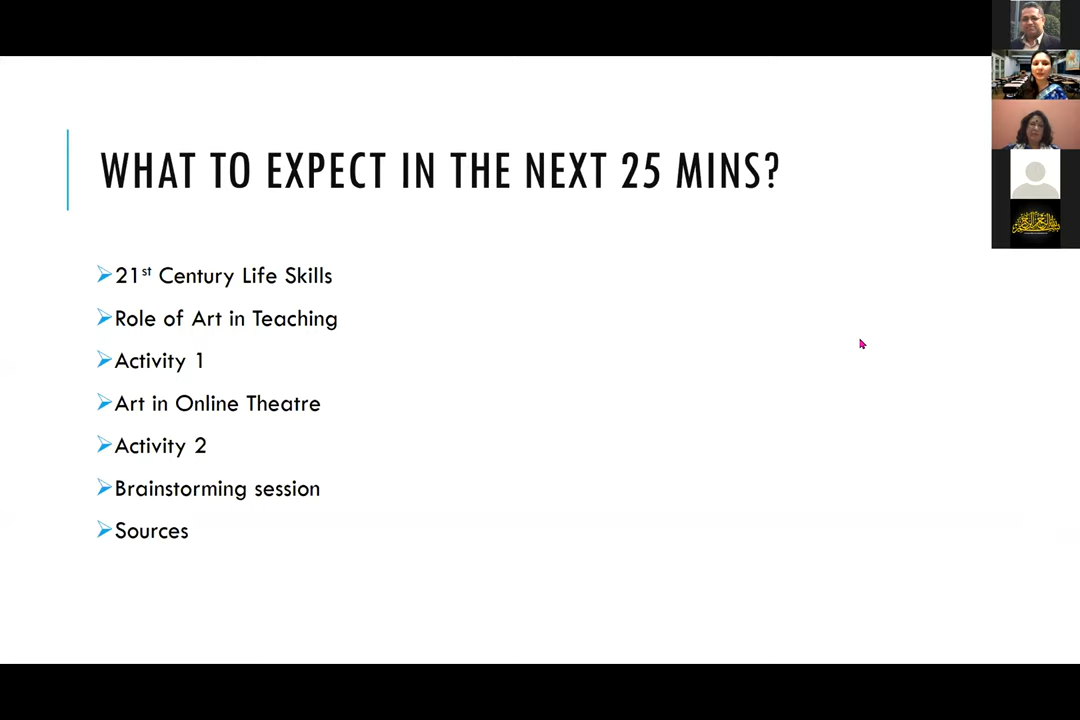 WHAT TO EXPECT IN THE NEXT 25 MINS?
21st Century Life Skills
Role of Art in Teaching
Activity 1
Art in Online Theatre
Activity 2
Brainstorming session
Sources